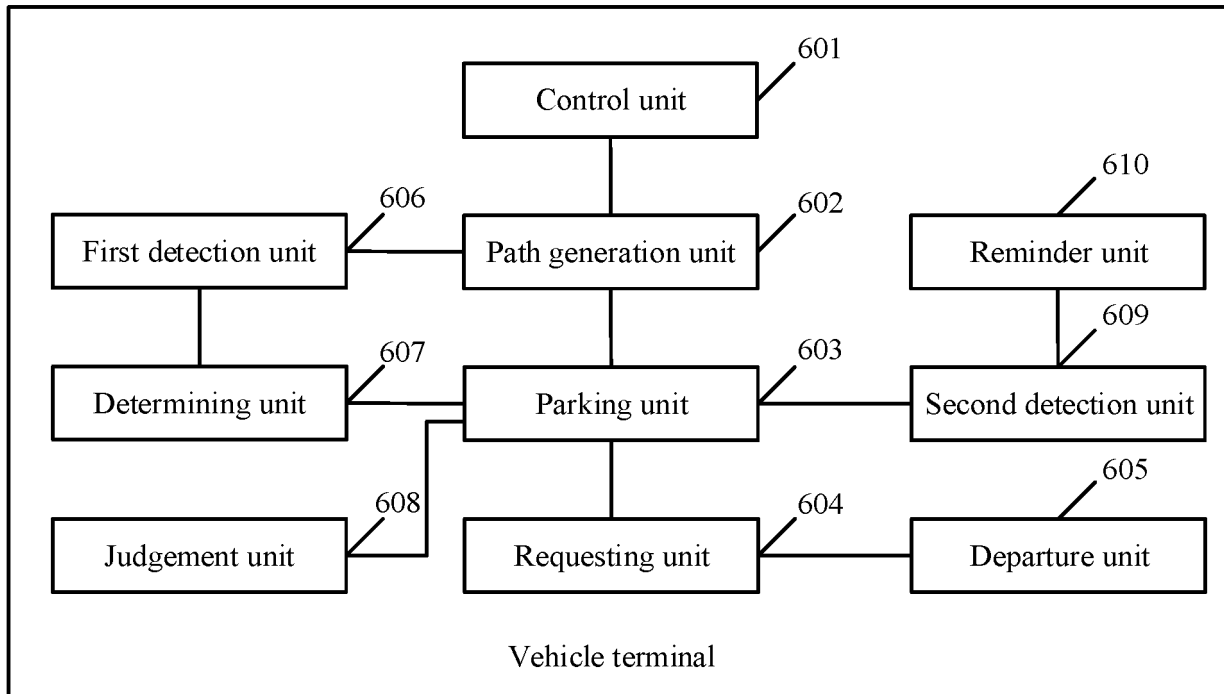 601
Control unit
606
602
610
First detection unit
Path generation unit
Reminder unit
607
603
609
Determining unit
Parking unit
Second detection unit
608
604
605
Judgement unit
Requesting unit
Departure unit
Vehicle terminal